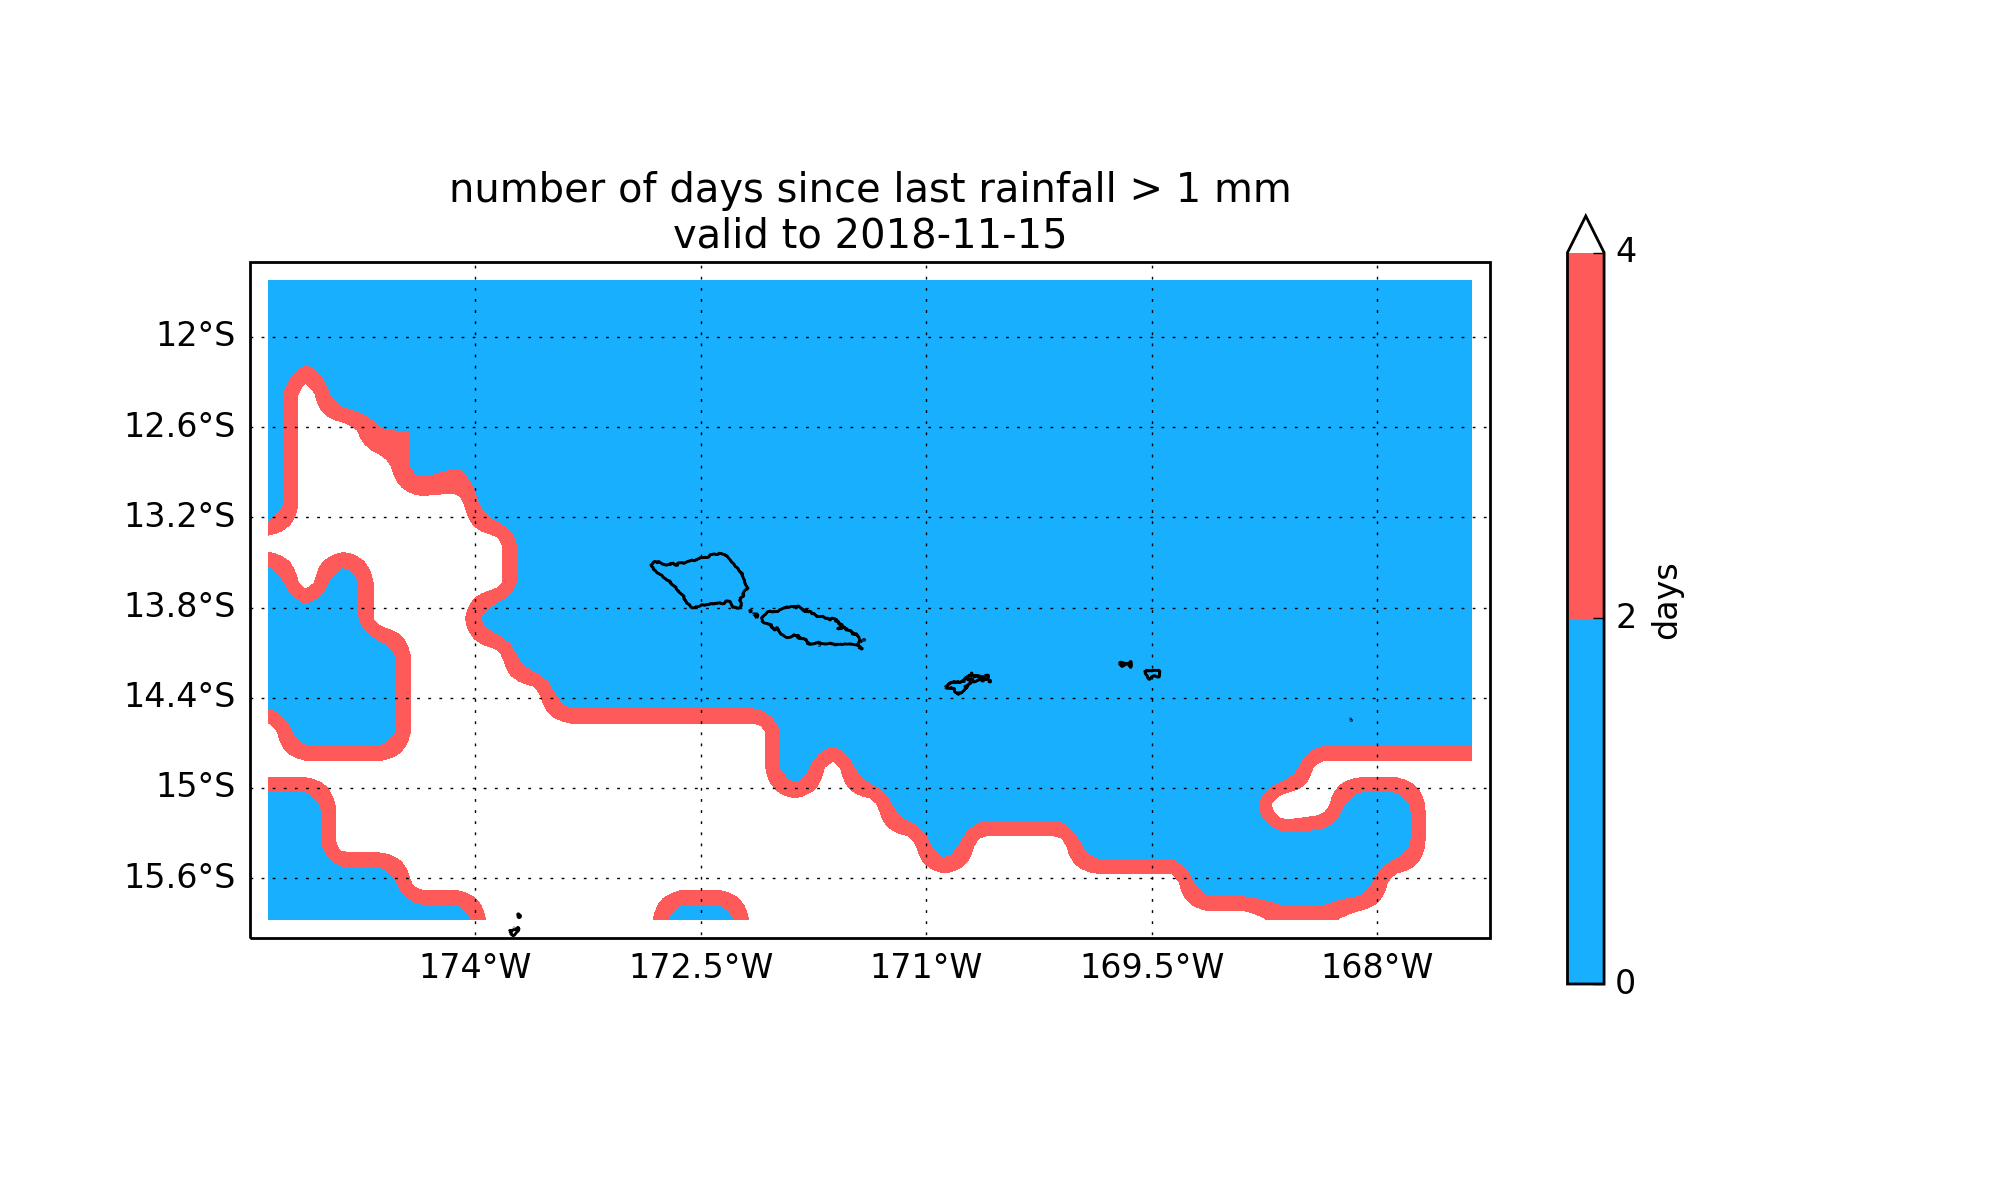 number of days since last rainfall > 1 mm
valid to 2018-11-15
12°S
12.6°S
13.2°S
13.8°S
14.4°S
15°S
15.6°S
174°W 172.5°W 171°W 169.5°W 168°W
4
2
0
days